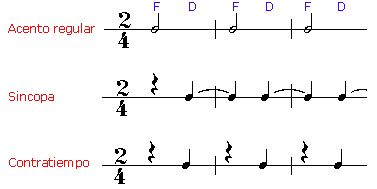 F D F D F D
Acento regular 2/4
Sincopa 2/4
Contratiempo 2/4